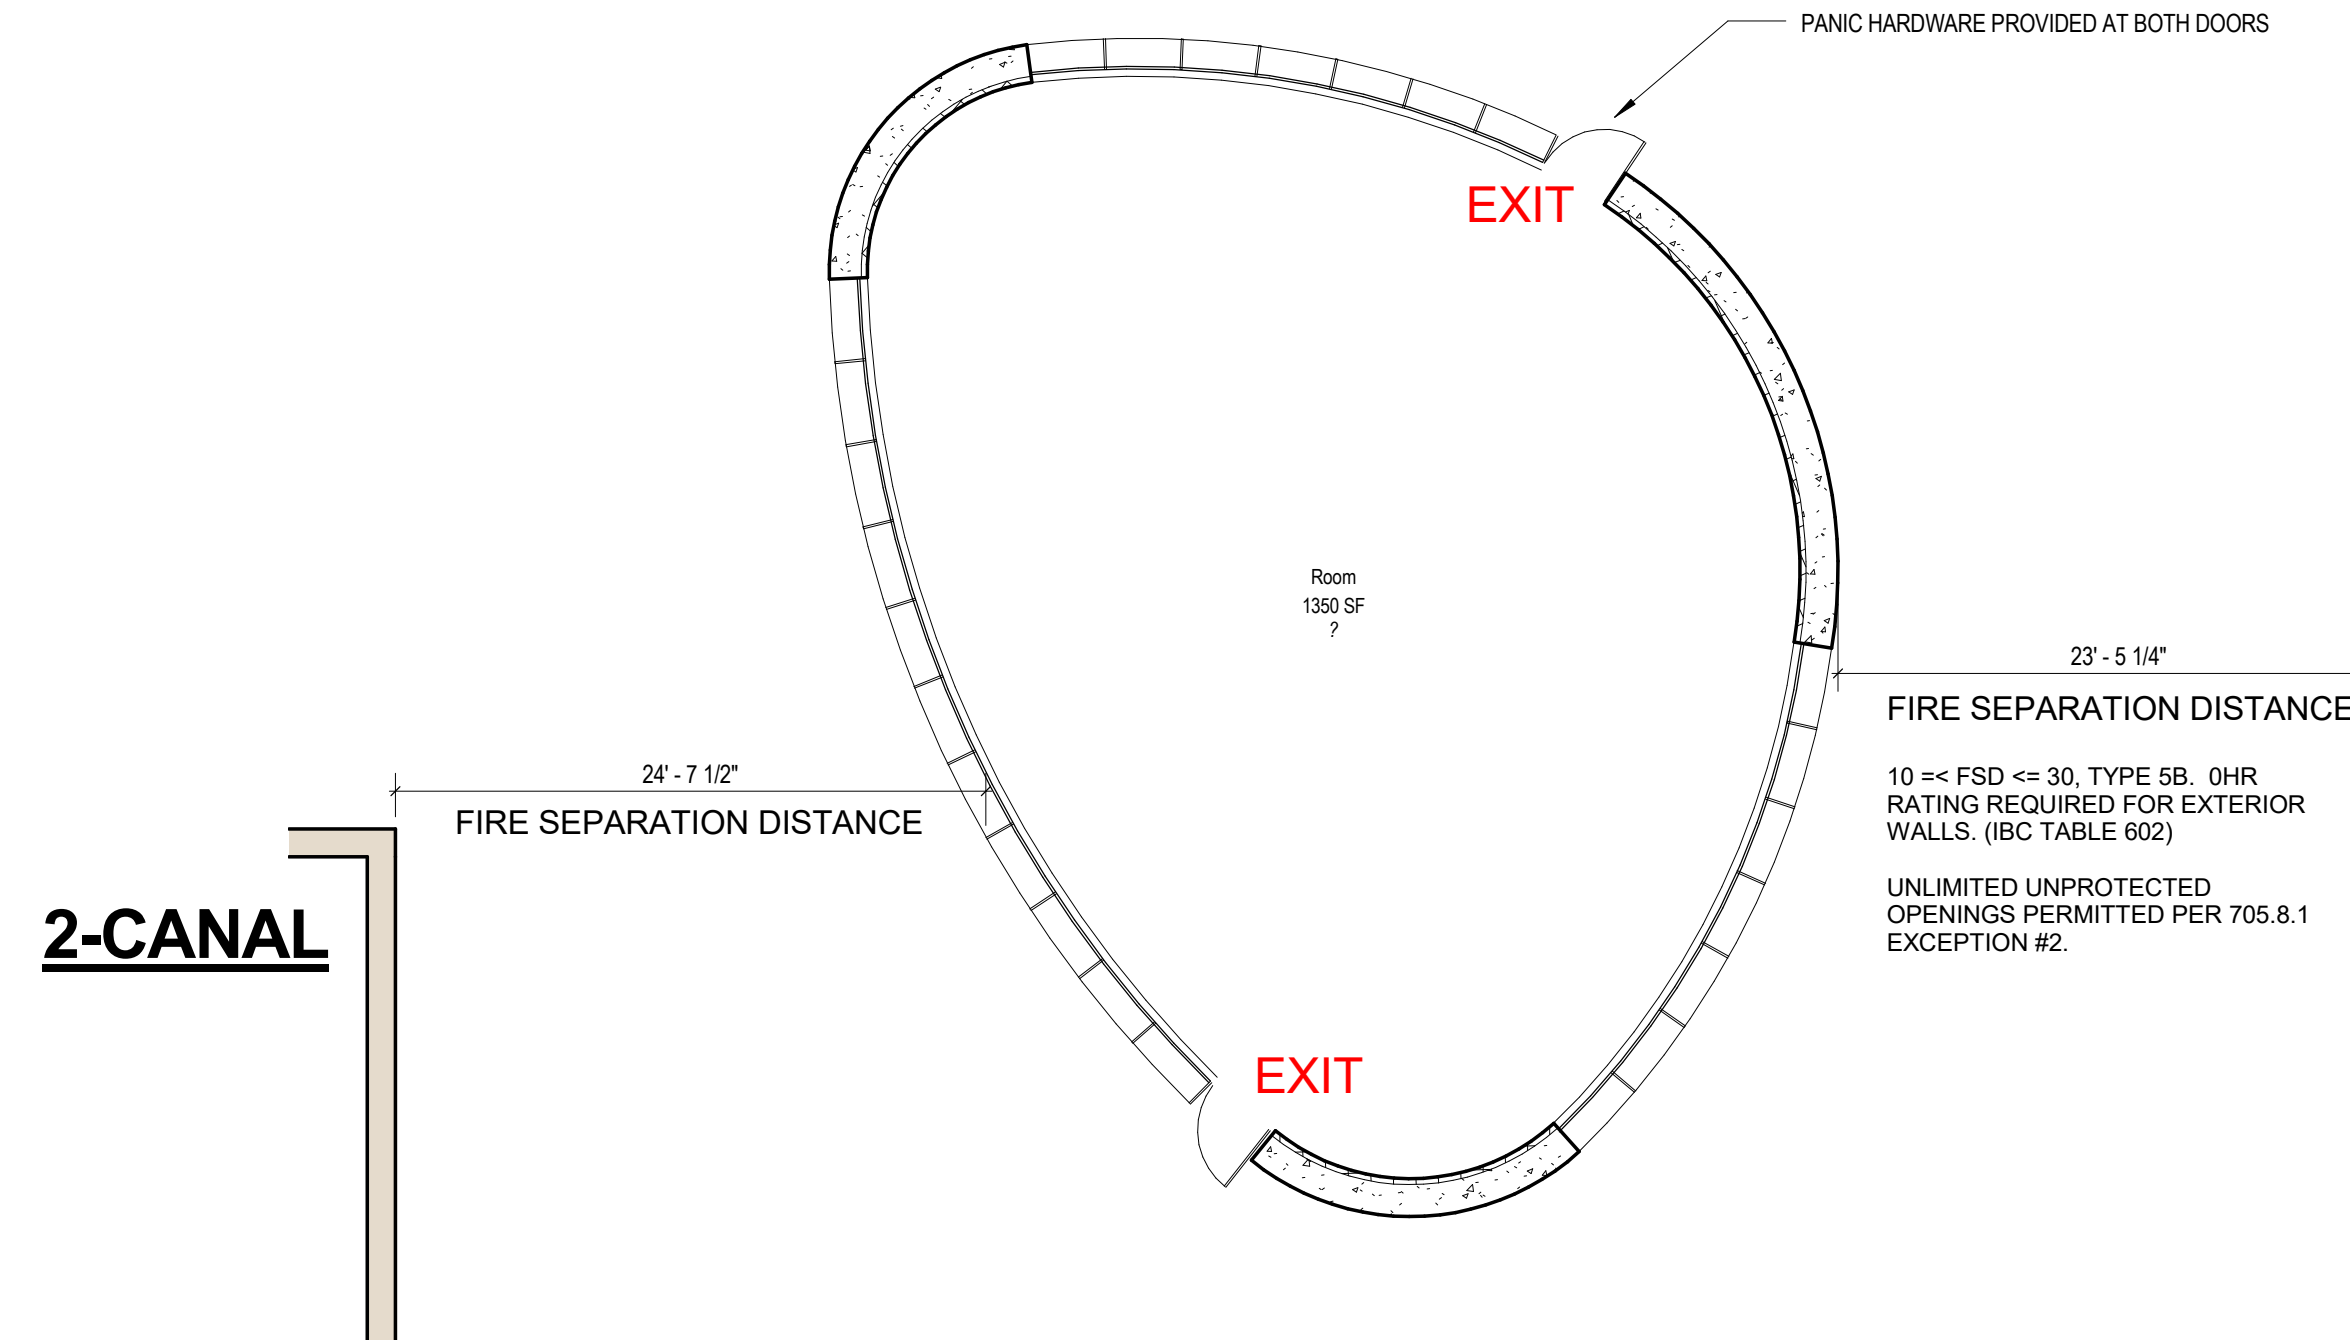 PANIC HARDWARE PROVIDED AT BOTH DOORS
EXIT
Room
1350 SF
?
23' - 5 1/4"
FIRE SEPARATION DISTANCE
10 =< FSD <= 30, TYPE 5B. 0HR
RATING REQUIRED FOR EXTERIOR
WALLS. (IBC TABLE 602)
UNLIMITED UNPROTECTED
OPENINGS PERMITTED PER 705.8.1
EXCEPTION #2.
24' - 7 1/2"
FIRE SEPARATION DISTANCE
2-CANAL
EXIT